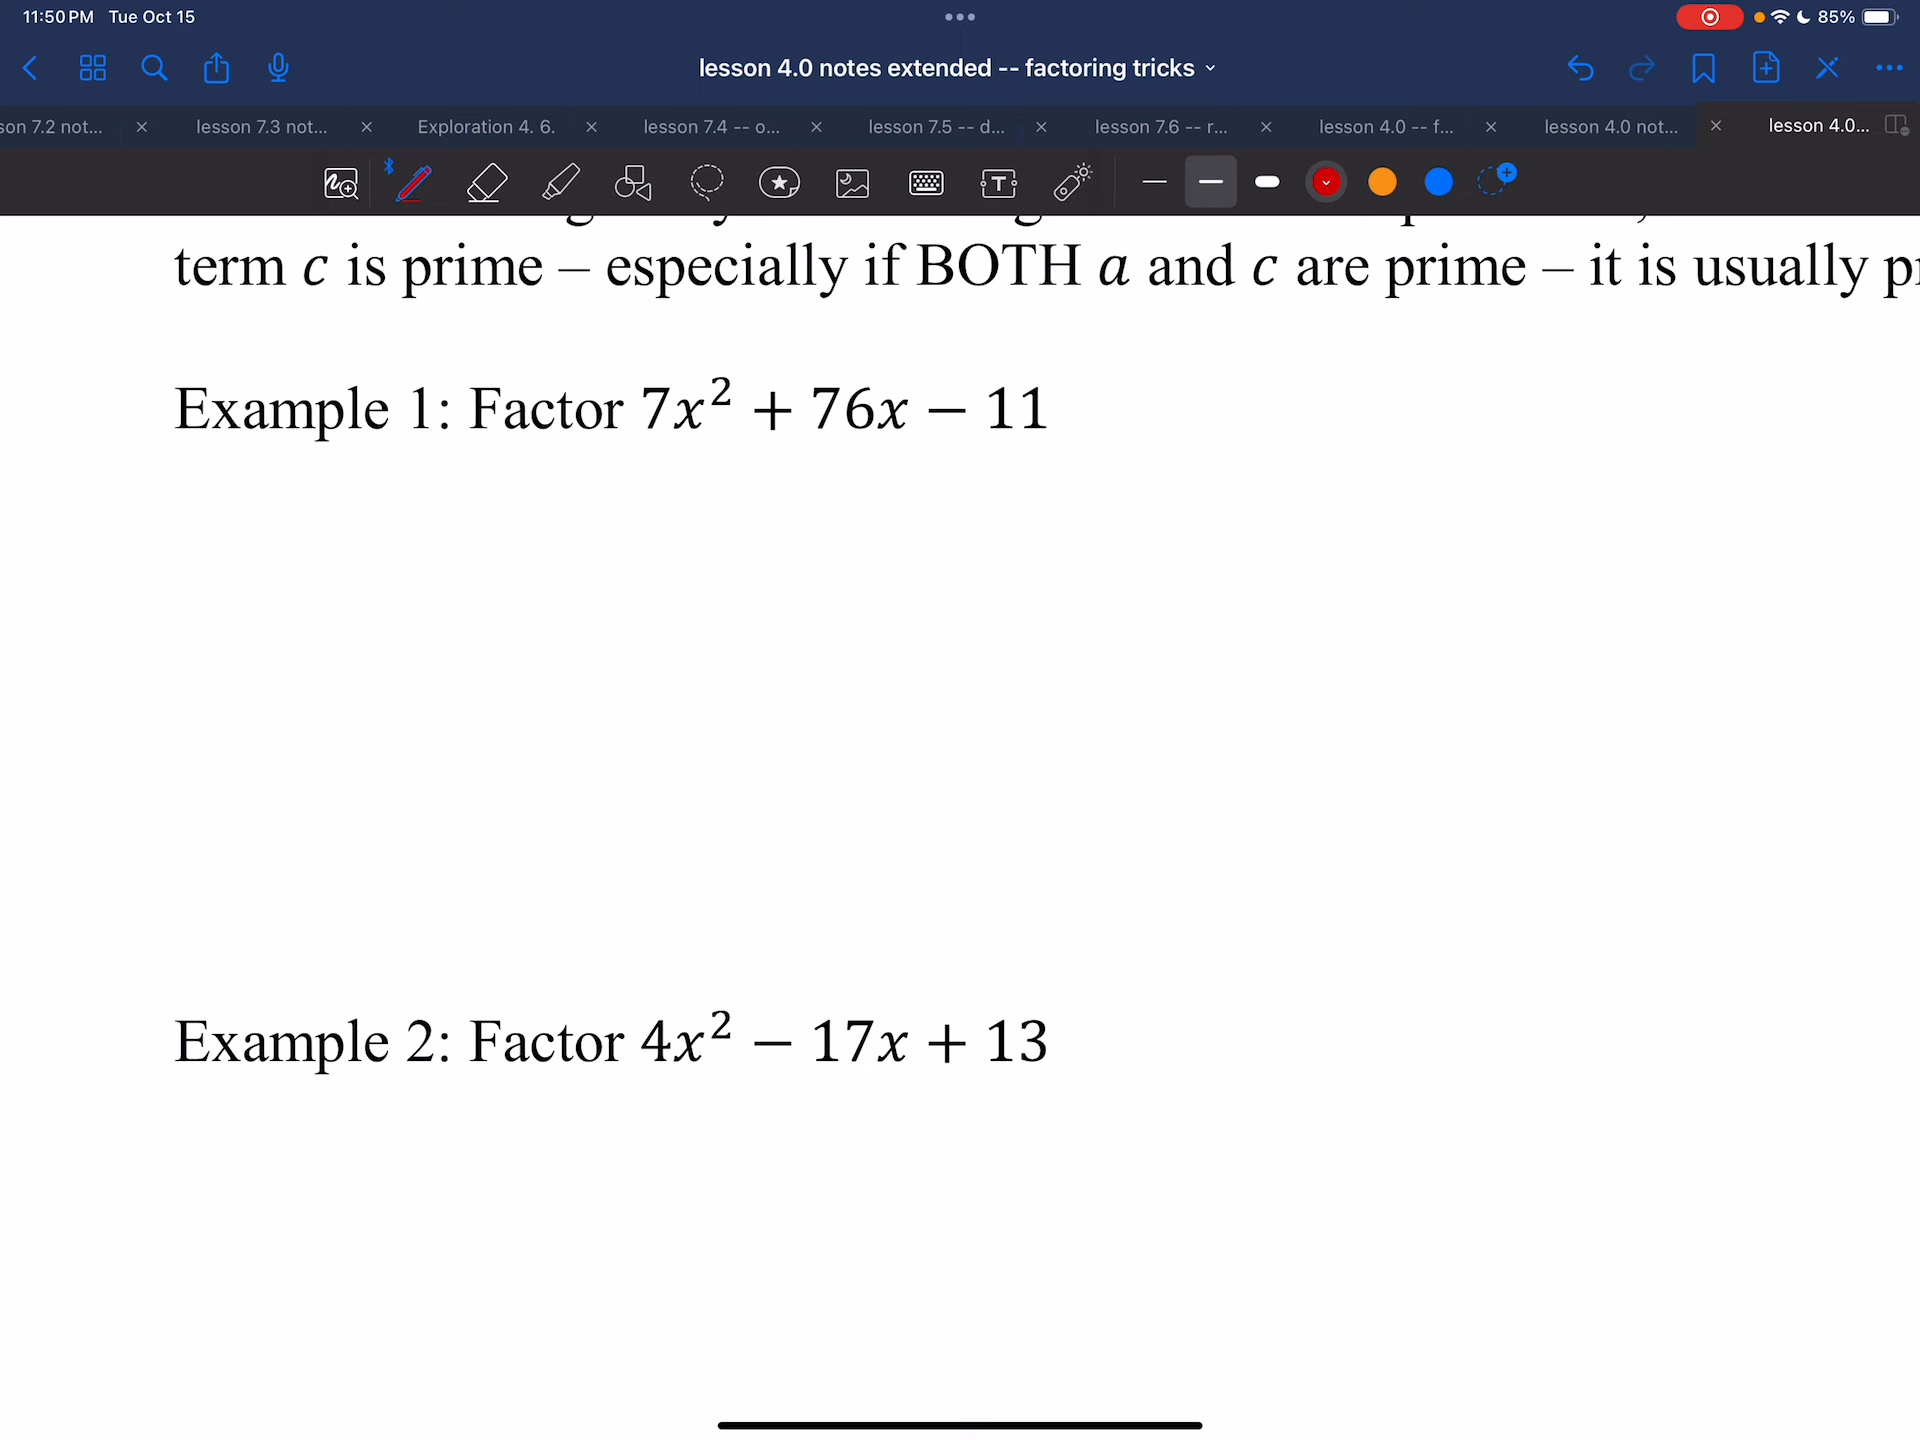 11:50 PM Tue Oct 15
85%
lesson 4.0 notes extended -- factoring tricks
son 7.2 not...
lesson 7.3 not...
Exploration 4. 6.
lesson 7.4 -- o...
lesson 7.5 -- d...
lesson 7.6 -- r...
lesson 4.0 -- f...
lesson 4.0 not...
lesson 4.0...
term c is prime – especially if BOTH a and c are prime – it is usually
Example 1: Factor 7x² + 76x − 11
Example 2: Factor 4x² − 17x + 13